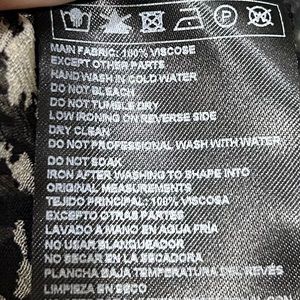 MAIN FABRIC: 100% VISCOSE
EXCEPT OTHER PARTS
HAND WASH IN COLD WATER
DO NOT BLEACH
DO NOT TUMBLE DRY
LOW IRONING ON REVERSE SIDE
DRY CLEAN
DO NOT PROFESSIONAL WASH WITH WATER
DO NOT SOAK
IRON AFTER WASHING TO SHAPE INTO
ORIGINAL MEASUREMENTS
TEJIDO PRINCIPAL: 100% VISCOSE
EXCEPTO OTRAS PARTES
LAVADO A MANO EN AGUA FRÍA
NO USAR BLANQUEADOR
NO SECAR EN LA SECADORA
PLANCHA BAJA TEMPERATURA DEL REVÉS
LIMPIEZA EN SECO